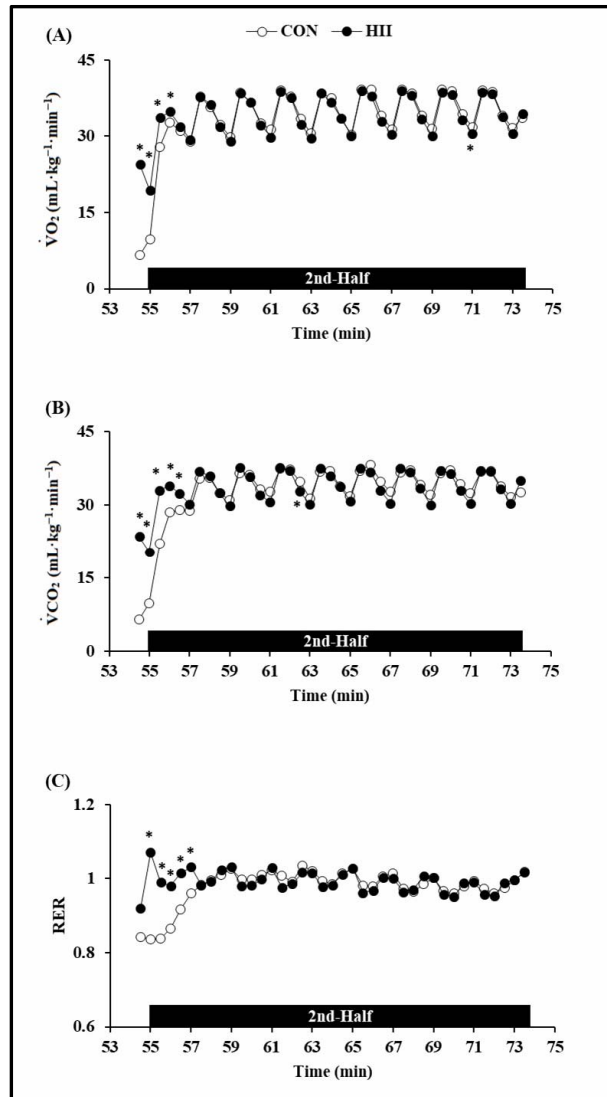 (A)
CON HII
45
30
15
0
V̇O₂ (mL·kg⁻¹·min⁻¹)
* * * * *
2nd-Half
53 55 57 59 61 63 65 67 69 71 73 75
Time (min)
(B)
45
30
15
0
V̇CO₂ (mL·kg⁻¹·min⁻¹)
* * * * * *
2nd-Half
53 55 57 59 61 63 65 67 69 71 73 75
Time (min)
(C)
1.2
1
0.8
0.6
RER
* * * * *
2nd-Half
53 55 57 59 61 63 65 67 69 71 73 75
Time (min)